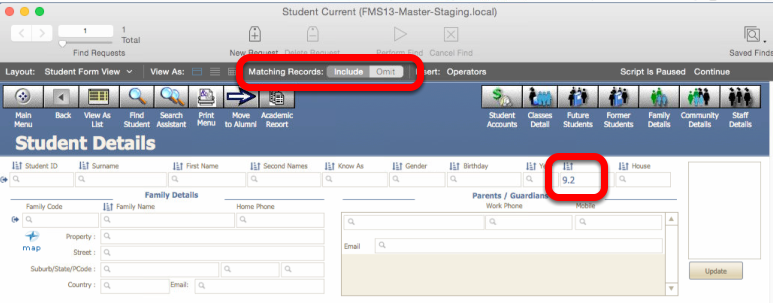 Student Current (FMS13-Master-Staging.local)
1
1
Total
Find Requests
New Request
Delete Request
Perform Find
Cancel Find
Saved Finds
Layout: Student Form View
View As:
Matching Records: Include Omit
Insert: Operators
Script Is Paused Continue
Main Menu
Back
View As List
Find Student
Search Assistant
Print Menu
Move to Alumni
Academic Report
Student Accounts
Classes Detail
Future Students
Former Students
Family Details
Community Details
Staff Details
Student Details
Student ID
Surname
First Name
Second Names
Know As
Gender
Birthday
House
9.2
Family Details
Parents / Guardians
Family Code
Family Name
Home Phone
Work Phone
Mobile
map
Property :
Street :
Suburb/State/PCode :
Country :
Email:
Email
Update